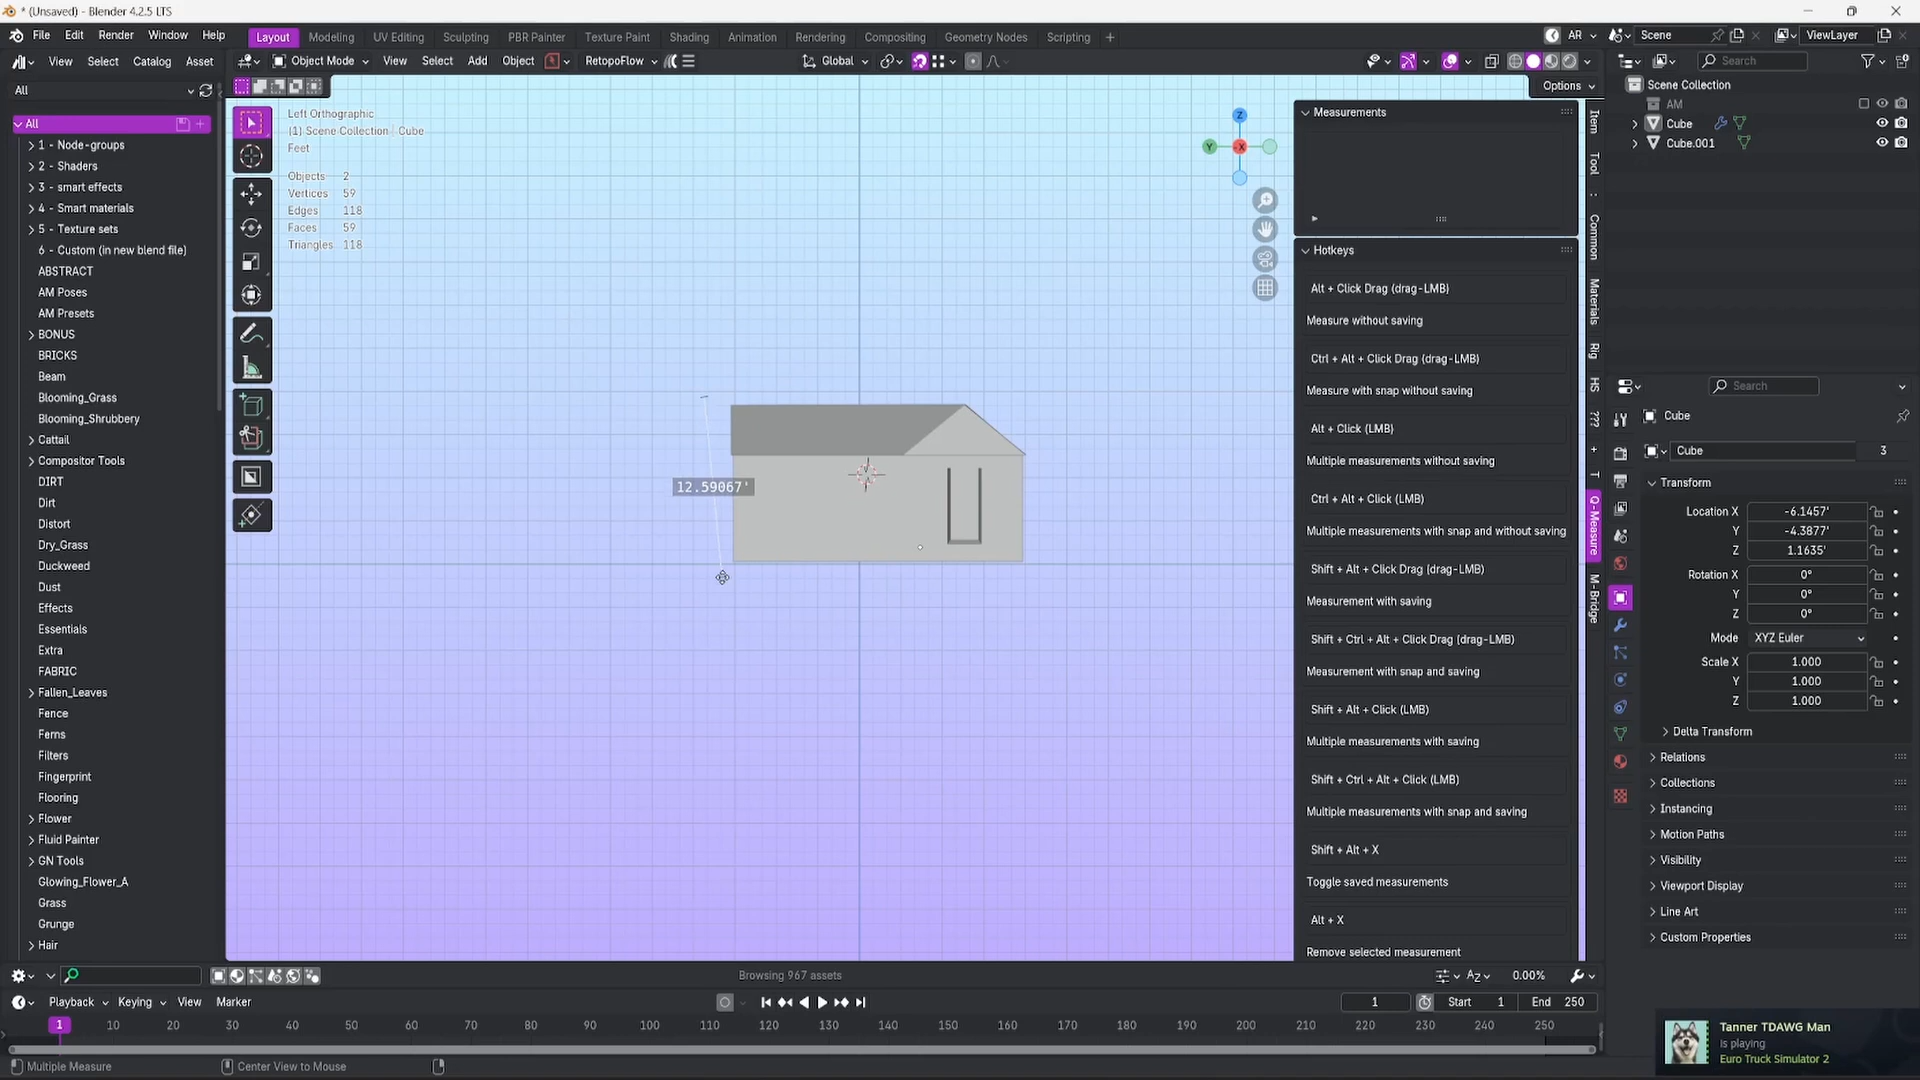 * (Unsaved) - Blender 4.2.5 LTS
File Edit Render Window Help
Layout Modeling UV Editing Sculpting PBR Painter Texture Paint Shading Animation Rendering Compositing Geometry Nodes Scripting +
AR Scene ViewLayer
View Select Catalog Asset
Object Mode View Select Add Object RetopoFlow Global
Search
All
Options
All
1 - Node-groups
2 - Shaders
3 - smart effects
4 - Smart materials
5 - Texture sets
6 - Custom (in new blend file)
ABSTRACT
AM Poses
AM Presets
BONUS
BRICKS
Beam
Blooming_Grass
Blooming_Shrubbery
Cattail
Compositor Tools
DIRT
Dirt
Distort
Dry_Grass
Duckweed
Dust
Effects
Essentials
Extra
FABRIC
Fallen_Leaves
Fence
Ferns
Filters
Fingerprint
Flooring
Flower
Fluid Painter
GN Tools
Glowing_Flower_A
Grass
Grunge
Hair
Left Orthographic
(1) Scene Collection | Cube
Feet
Objects 2
Vertices 59
Edges 118
Faces 59
Triangles 118
Z
Y
-X
12.59067'
Measurements
Hotkeys
Alt + Click Drag (drag-LMB)
Measure without saving
Ctrl + Alt + Click Drag (drag-LMB)
Measure with snap without saving
Alt + Click (LMB)
Multiple measurements without saving
Ctrl + Alt + Click (LMB)
Multiple measurements with snap and without saving
Shift + Alt + Click Drag (drag-LMB)
Measurement with saving
Shift + Ctrl + Alt + Click Drag (drag-LMB)
Measurement with snap and saving
Shift + Alt + Click (LMB)
Multiple measurements with saving
Shift + Ctrl + Alt + Click (LMB)
Multiple measurements with snap and saving
Shift + Alt + X
Toggle saved measurements
Alt + X
Remove selected measurement
Item
Tool
:
Common
Materials
Rig
HS
???
+
T
Q-Measure
M-Bridge
Scene Collection
AM
Cube
Cube.001
Search
Cube
Cube 3
Transform
Location X -6.1457'
Y -4.3877'
Z 1.1635'
Rotation X 0°
Y 0°
Z 0°
Mode XYZ Euler
Scale X 1.000
Y 1.000
Z 1.000
Delta Transform
Relations
Collections
Instancing
Motion Paths
Visibility
Viewport Display
Line Art
Custom Properties
Browsing 967 assets
0.00%
Playback Keying View Marker
1 Start 1 End 250
1 10 20 30 40 50 60 70 80 90 100 110 120 130 140 150 160 170 180 190 200 210 220 230 240 250
Multiple Measure Center View to Mouse
Tanner TDAWG Man
is playing
Euro Truck Simulator 2